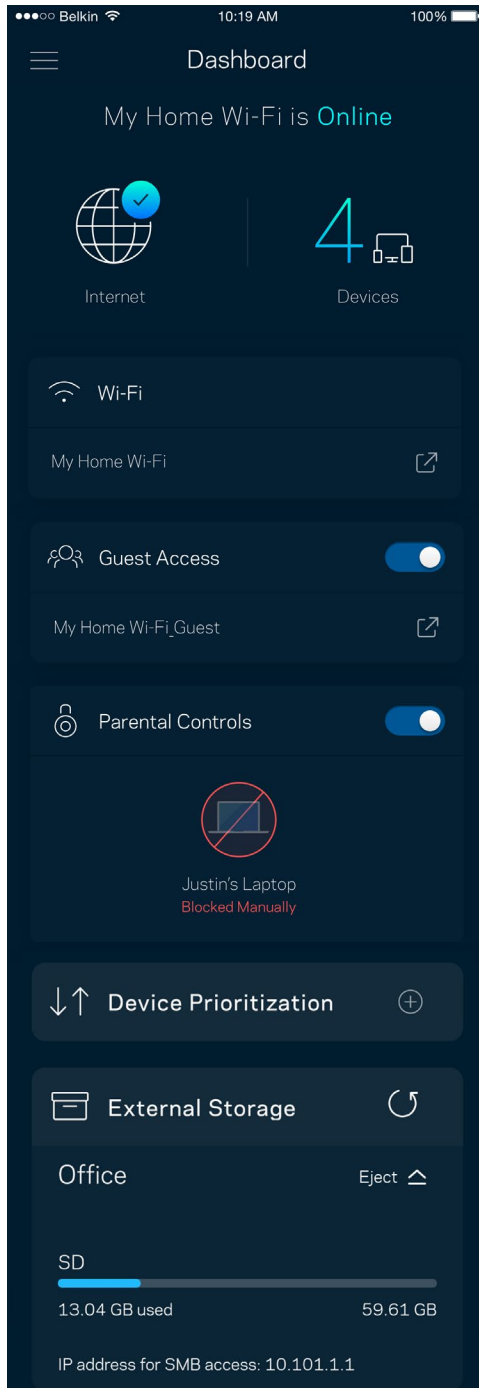 Belkin 10:19 AM 100%
Dashboard
My Home Wi-Fi is Online
4
Internet Devices
Wi-Fi
My Home Wi-Fi
Guest Access
My Home Wi-Fi_Guest
Parental Controls
Justin's Laptop
Blocked Manually
Device Prioritization
External Storage
Office Eject
SD
13.04 GB used 59.61 GB
IP address for SMB access: 10.101.1.1